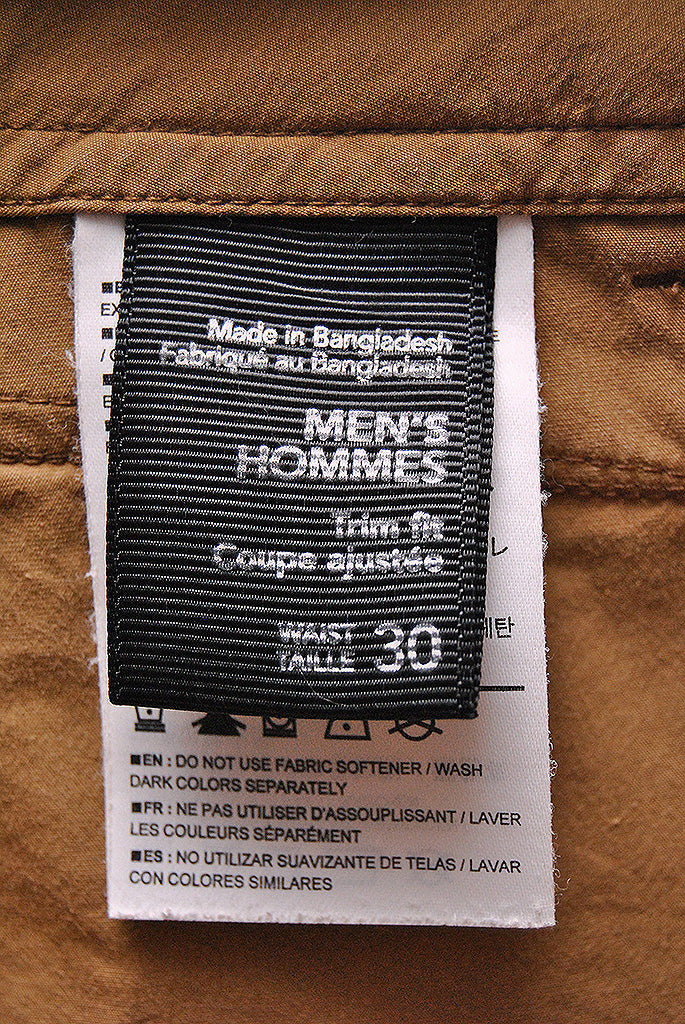 Made in Bangladesh
Fabriqué au Bangladesh
MEN'S
HOMMES
Trim fit
Coupe ajustée
WAIST
TAILLE 30
■EN : DO NOT USE FABRIC SOFTENER / WASH
DARK COLORS SEPARATELY
■FR : NE PAS UTILISER D'ASSOUPLISSANT / LAVER
LES COULEURS SÉPARÉMENT
■ES : NO UTILIZAR SUAVIZANTE DE TELAS / LAVAR
CON COLORES SIMILARES